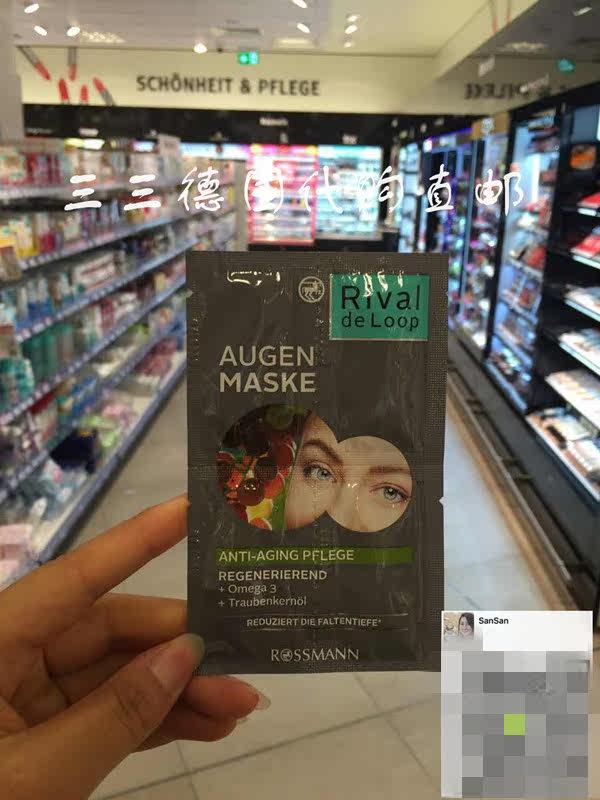 SCHÖNHEIT & PFLEGE
三三德国代购直邮
Rival
de Loop
AUGEN
MASKE
ANTI-AGING PFLEGE
REGENERIEREND
+ Omega 3
+ Traubenkernöl
REDUZIERT DIE FALTENTIEFE*
ROSSMANN
SanSan